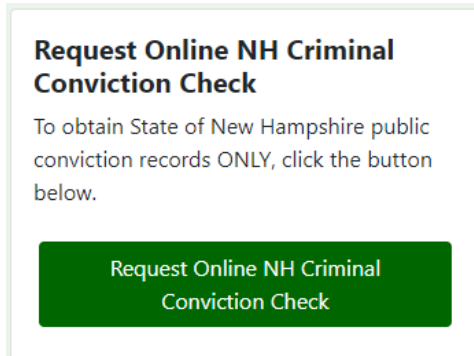 Request Online NH Criminal
Conviction Check
To obtain State of New Hampshire public
conviction records ONLY, click the button
below.
Request Online NH Criminal
Conviction Check